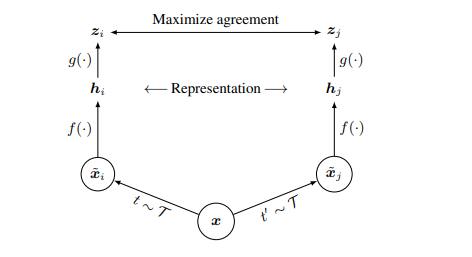 Maximize agreement
z_i z_j
g(·) g(·)
h_i ⟵ Representation ⟶ h_j
f(·) f(·)
x̃_i x̃_j
t ∼ 𝒯 t′ ∼ 𝒯
x